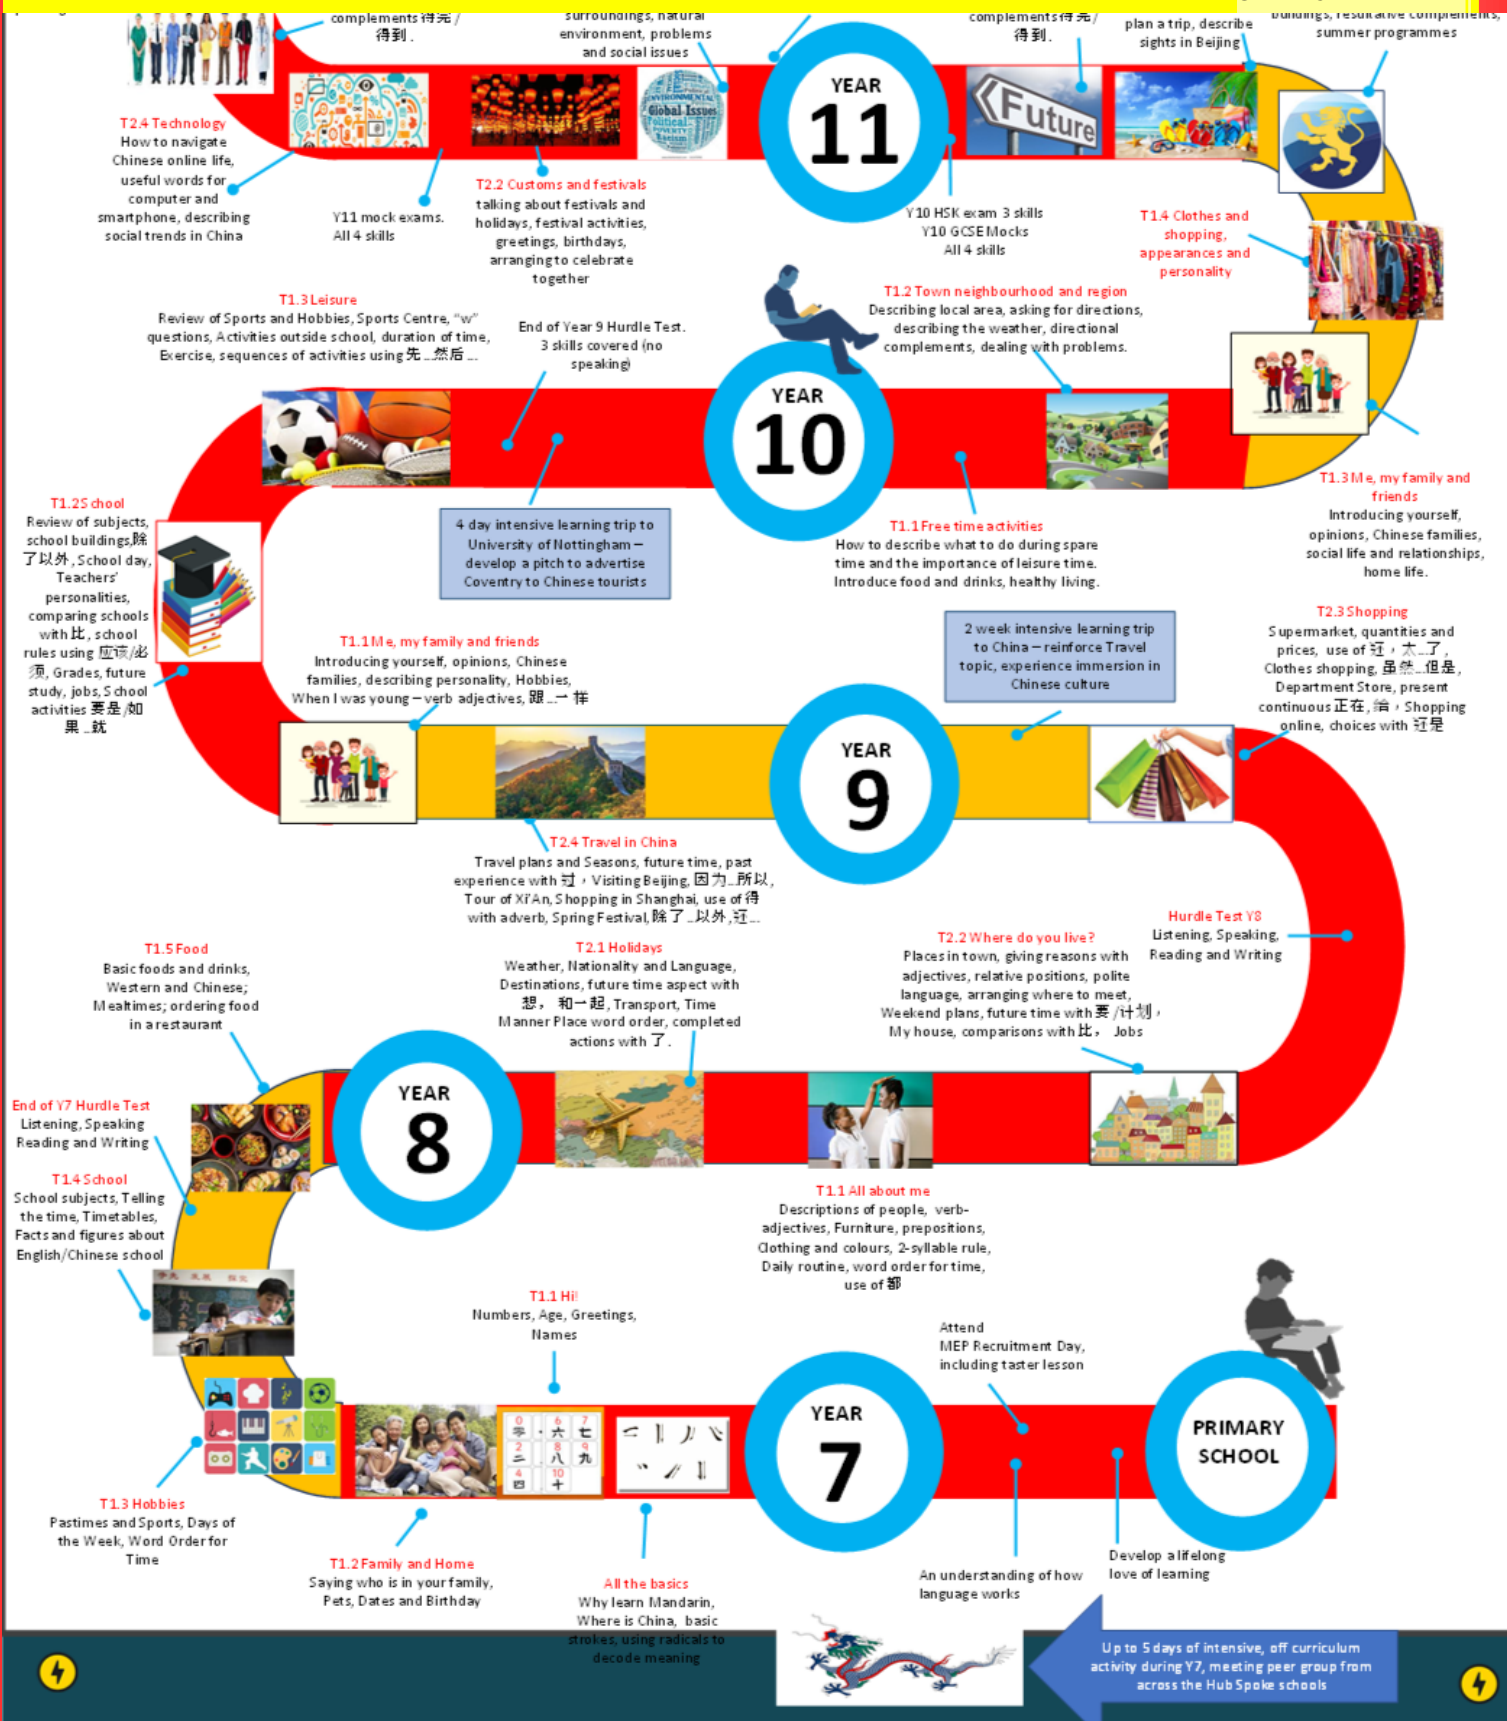 complements 得完/
得到.
surroundings, natural
environment, problems
and social issues
complements 得完/
得到.
plan a trip, describe
sights in Beijing
buildings, resultative complements,
summer programmes
ENVIRONMENTAL
Global Issues
Political
POVERTY
Racism
YEAR
11
Future
T2.4 Technology
How to navigate
Chinese online life,
useful words for
computer and
smartphone, describing
social trends in China
Y11 mock exams.
All 4 skills
T2.2 Customs and festivals
talking about festivals and
holidays, festival activities,
greetings, birthdays,
arranging to celebrate
together
Y10 HSK exam 3 skills
Y10 GCSE Mocks
All 4 skills
T1.4 Clothes and
shopping,
appearances and
personality
T1.3 Leisure
Review of Sports and Hobbies, Sports Centre, “w”
questions, Activities outside school, duration of time,
Exercise, sequences of activities using 先...然后...
End of Year 9 Hurdle Test.
3 skills covered (no
speaking)
T1.2 Town neighbourhood and region
Describing local area, asking for directions,
describing the weather, directional
complements, dealing with problems.
YEAR
10
T1.2 School
Review of subjects,
school buildings,除
了以外, School day,
Teachers'
personalities,
comparing schools
with 比, school
rules using 应该/必
须, Grades, future
study, jobs, School
activities 要是/如
果...就
4 day intensive learning trip to
University of Nottingham –
develop a pitch to advertise
Coventry to Chinese tourists
T1.1 Free time activities
How to describe what to do during spare
time and the importance of leisure time.
Introduce food and drinks, healthy living.
T1.3 Me, my family and
friends
Introducing yourself,
opinions, Chinese families,
social life and relationships,
home life.
T1.1 Me, my family and friends
Introducing yourself, opinions, Chinese
families, describing personality, Hobbies,
When I was young – verb adjectives, 跟...一样
2 week intensive learning trip
to China – reinforce Travel
topic, experience immersion in
Chinese culture
T2.3 Shopping
Supermarket, quantities and
prices, use of 还，太...了,
Clothes shopping, 虽然...但是,
Department Store, present
continuous 正在, 给，Shopping
online, choices with 还是
YEAR
9
T2.4 Travel in China
Travel plans and Seasons, future time, past
experience with 过，Visiting Beijing, 因为...所以,
Tour of Xi'An, Shopping in Shanghai, use of 得
with adverb, Spring Festival, 除了...以外,还...
Hurdle Test Y8
Listening, Speaking,
Reading and Writing
T1.5 Food
Basic foods and drinks,
Western and Chinese;
Mealtimes; ordering food
in a restaurant
T2.1 Holidays
Weather, Nationality and Language,
Destinations, future time aspect with
想， 和一起, Transport, Time
Manner Place word order, completed
actions with 了.
T2.2 Where do you live?
Places in town, giving reasons with
adjectives, relative positions, polite
language, arranging where to meet,
Weekend plans, future time with 要/计划，
My house, comparisons with 比， Jobs
YEAR
8
End of Y7 Hurdle Test
Listening, Speaking
Reading and Writing
T1.4 School
School subjects, Telling
the time, Timetables,
Facts and figures about
English/Chinese school
T1.1 All about me
Descriptions of people, verb-
adjectives, Furniture, prepositions,
Clothing and colours, 2-syllable rule,
Daily routine, word order for time,
use of 都
T1.1 Hi!
Numbers, Age, Greetings,
Names
Attend
MEP Recruitment Day,
including taster lesson
0 6 7
零 六 七
2 8 9
二 八 九
4 10
四 十
YEAR
7
PRIMARY
SCHOOL
T1.3 Hobbies
Pastimes and Sports, Days of
the Week, Word Order for
Time
T1.2 Family and Home
Saying who is in your family,
Pets, Dates and Birthday
All the basics
Why learn Mandarin,
Where is China, basic
strokes, using radicals to
decode meaning
An understanding of how
language works
Develop a lifelong
love of learning
Up to 5 days of intensive, off curriculum
activity during Y7, meeting peer group from
across the Hub Spoke schools